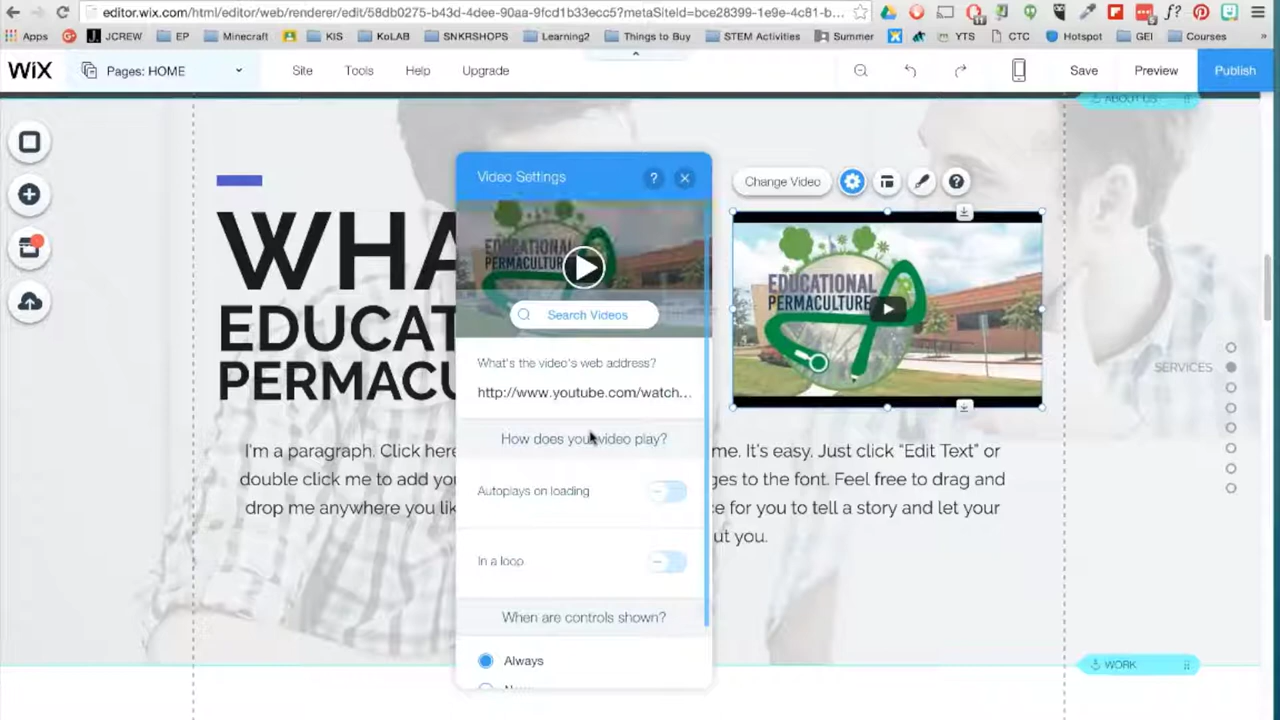 editor.wix.com/html/editor/web/renderer/edit/58db0275-b43d-4dee-90aa-9fcd1b33ecc5?metaSiteId=bce28399-1e9e-4c81-b...
Apps JCREW EP Minecraft KIS KoLAB SNKRSHOPS Learning2 Things to Buy STEM Activities Summer YTS CTC Hotspot GEI Courses »
WiX Pages: HOME Site Tools Help Upgrade Save Preview Publish
ABOUT US
Video Settings ?
Change Video ?
WHA
EDUCATIONAL
PERMACULTURE
EDUCATIONAL
PERMACULTURE
Search Videos
EDUCAT
PERMACU
What's the video's web address?
http://www.youtube.com/watch...
SERVICES
How does you video play?
I'm a paragraph. Click here me. It's easy. Just click “Edit Text” or
double click me to add you ges to the font. Feel free to drag and
drop me anywhere you lik ce for you to tell a story and let your
ut you.
Autoplays on loading
In a loop
When are controls shown?
Always
WORK